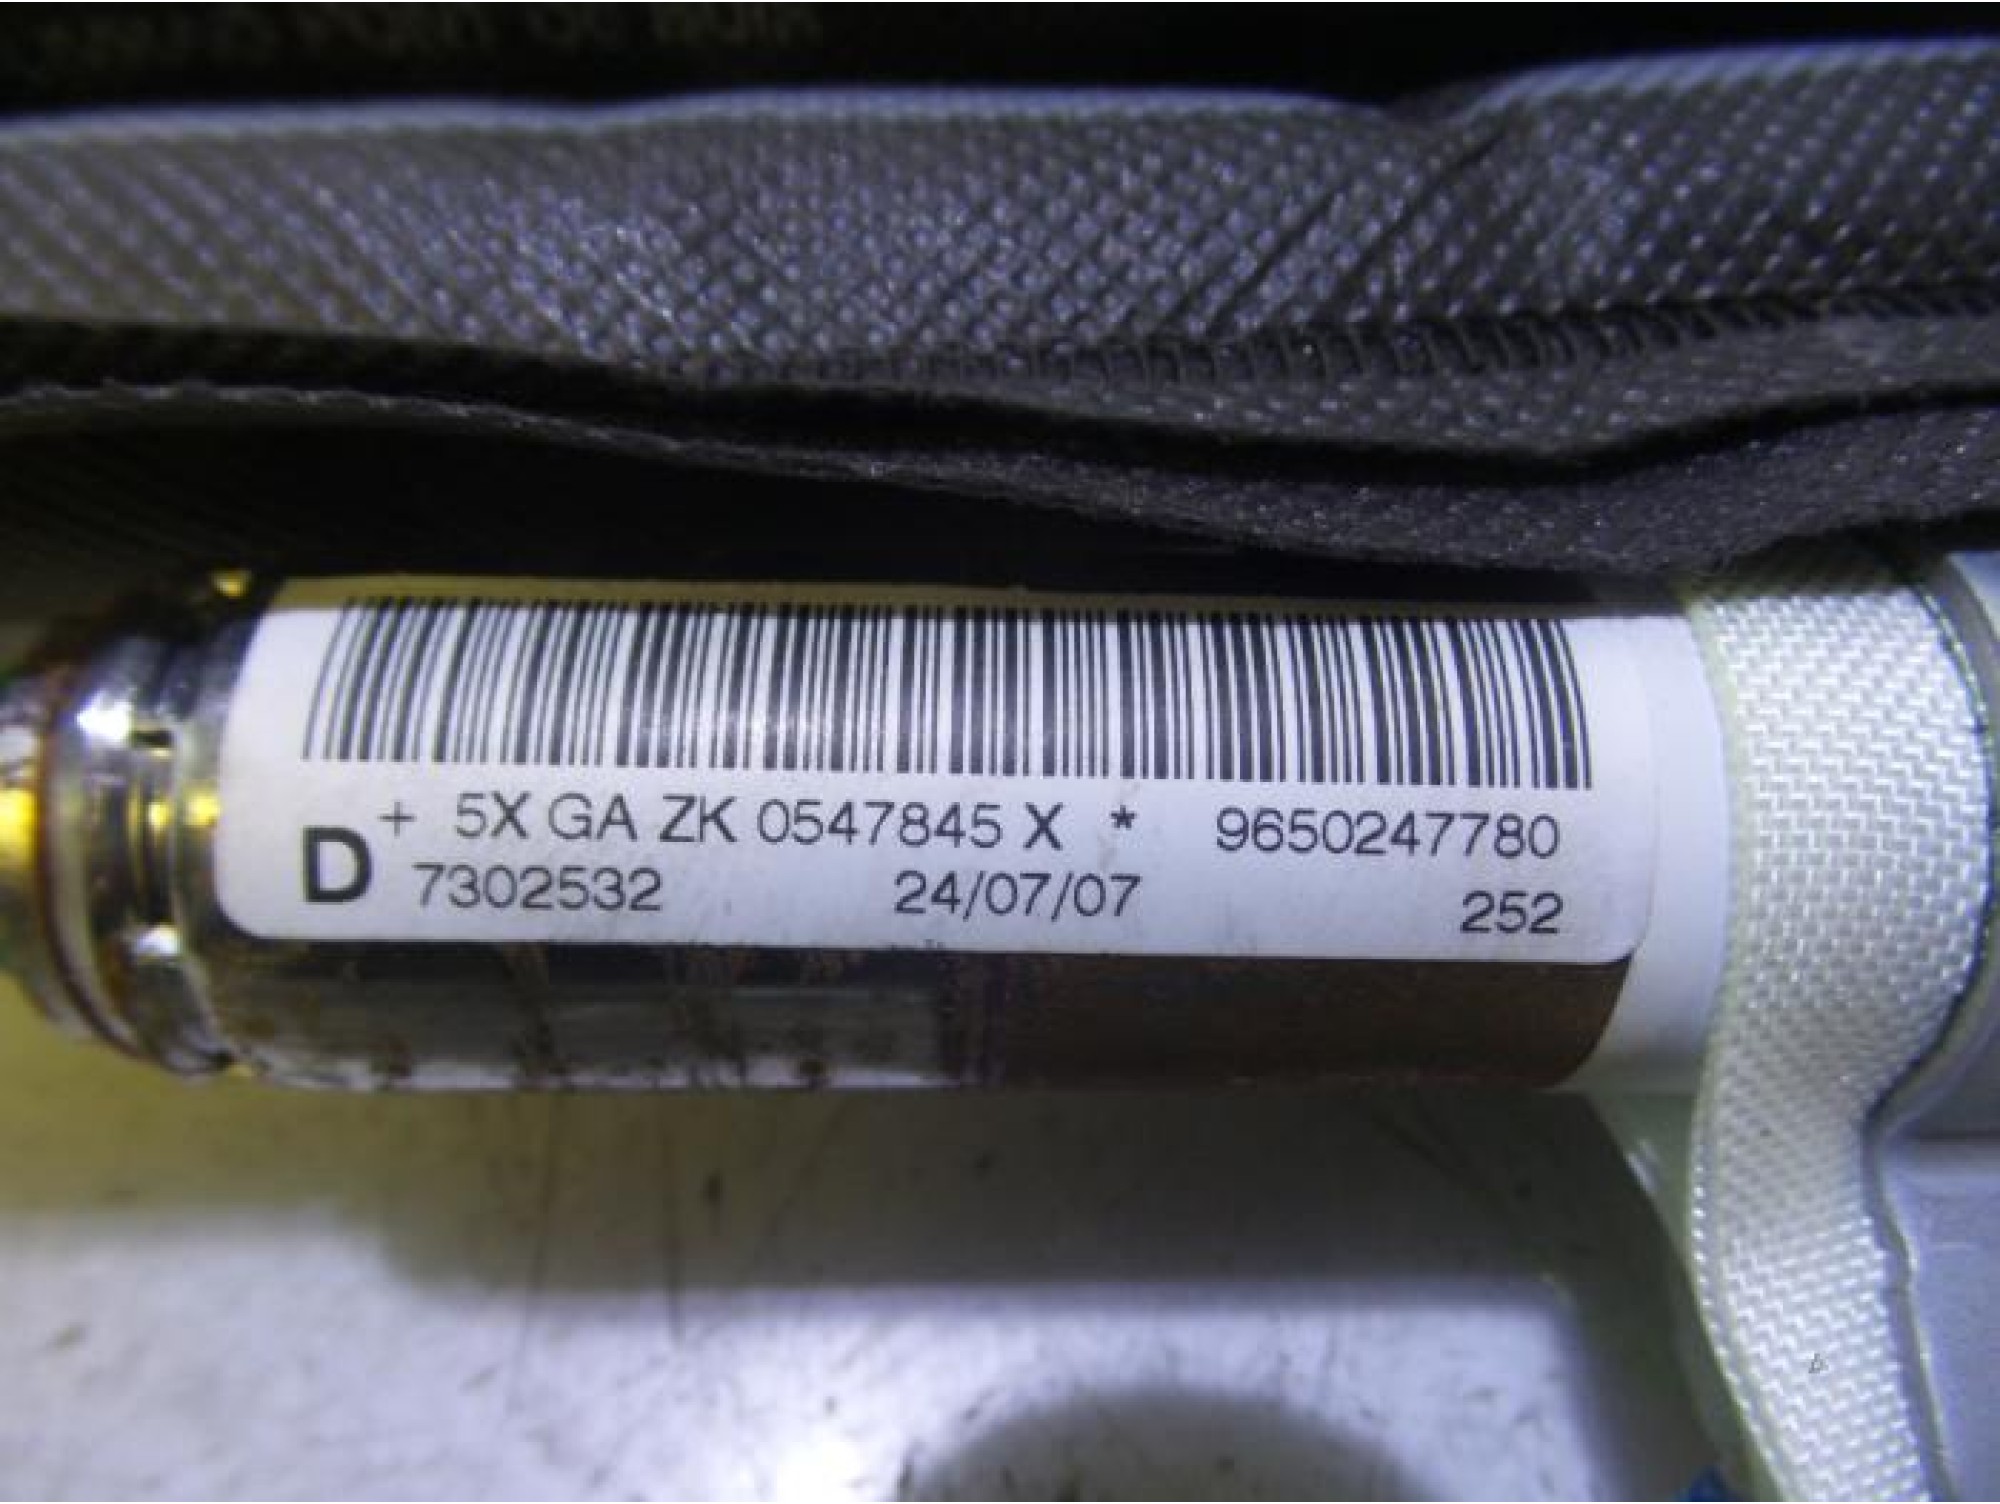 + 5X GA ZK 0547845 X * 9650247780
D 7302532 24/07/07 252